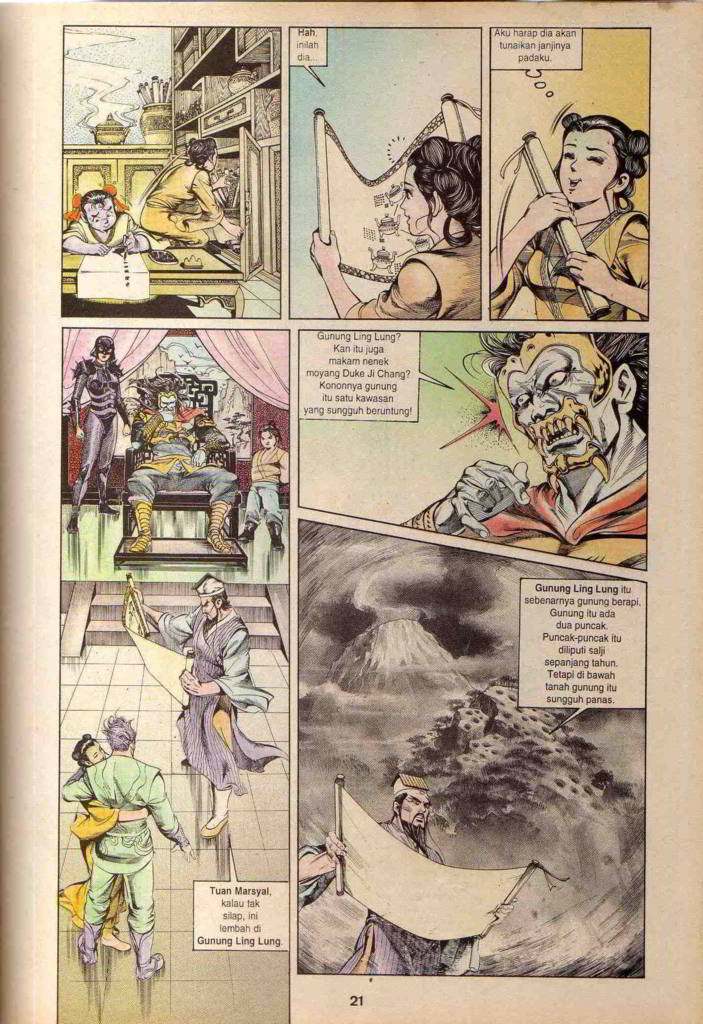 Hah,
inilah
dia...
Aku harap dia akan
tunaikan janjinya
padaku.
Gunung Ling Lung?
Kan itu juga
makam nenek
moyang Duke Ji Chang?
Kononnya gunung
itu satu kawasan
yang sungguh beruntung!
Tuan Marsyal,
kalau tak
silap, ini
lembah di
Gunung Ling Lung.
Gunung Ling Lung itu
sebenarnya gunung berapi.
Gunung itu ada
dua puncak.
Puncak-puncak itu
diliputi salji
sepanjang tahun.
Tetapi di bawah
tanah gunung itu
sungguh panas.
21